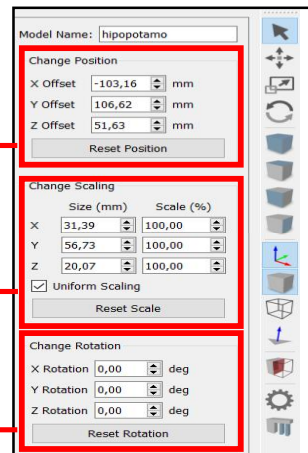 Model Name: hipopotamo
Change Position
X Offset -103,16 mm
Y Offset 106,62 mm
Z Offset 51,63 mm
Reset Position
Change Scaling
Size (mm) Scale (%)
X 31,39 100,00
Y 56,73 100,00
Z 20,07 100,00
Uniform Scaling
Reset Scale
Change Rotation
X Rotation 0,00 deg
Y Rotation 0,00 deg
Z Rotation 0,00 deg
Reset Rotation